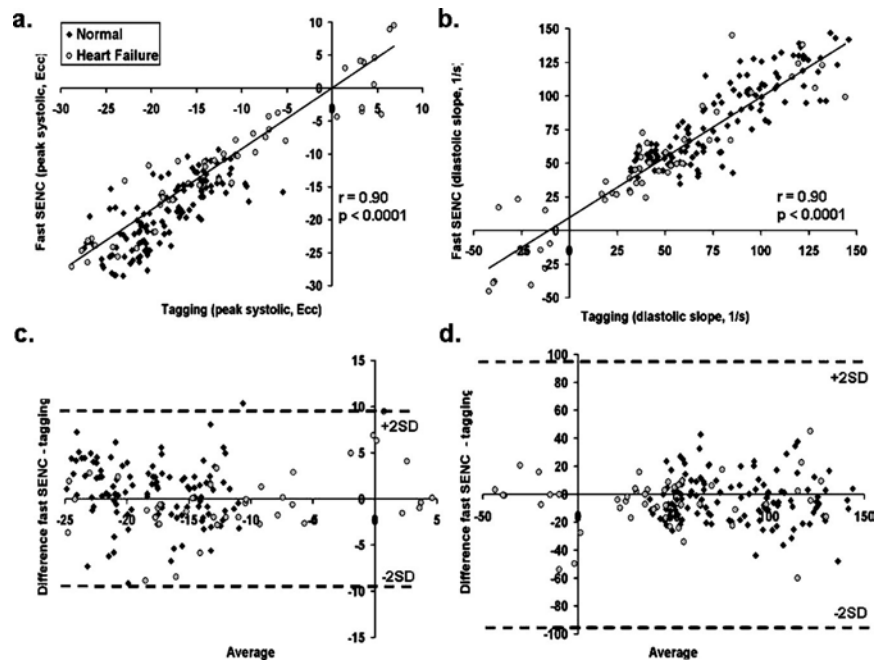 a.
Normal
Heart Failure
Fast SENC (peak systolic, Ecc)
10
5
0
-5
-10
-15
-20
-25
-30
-30 -25 -20 -15 -10 -5 0 5 10
r = 0.90
p < 0.0001
Tagging (peak systolic, Ecc)
b.
Fast SENC (diastolic slope, 1/s)
150
125
100
75
50
25
0
-25
-50
-50 -25 0 25 50 75 100 125 150
r = 0.90
p < 0.0001
Tagging (diastolic slope, 1/s)
c.
Difference fast SENC - tagging
15
10
5
0
-5
-10
-15
-25 -20 -15 -10 -5 0 5
+2SD
-2SD
Average
d.
Difference fast SENC - tagging
100
80
60
40
20
0
-20
-40
-60
-80
-100
-50 0 50 100 150
+2SD
-2SD
Average